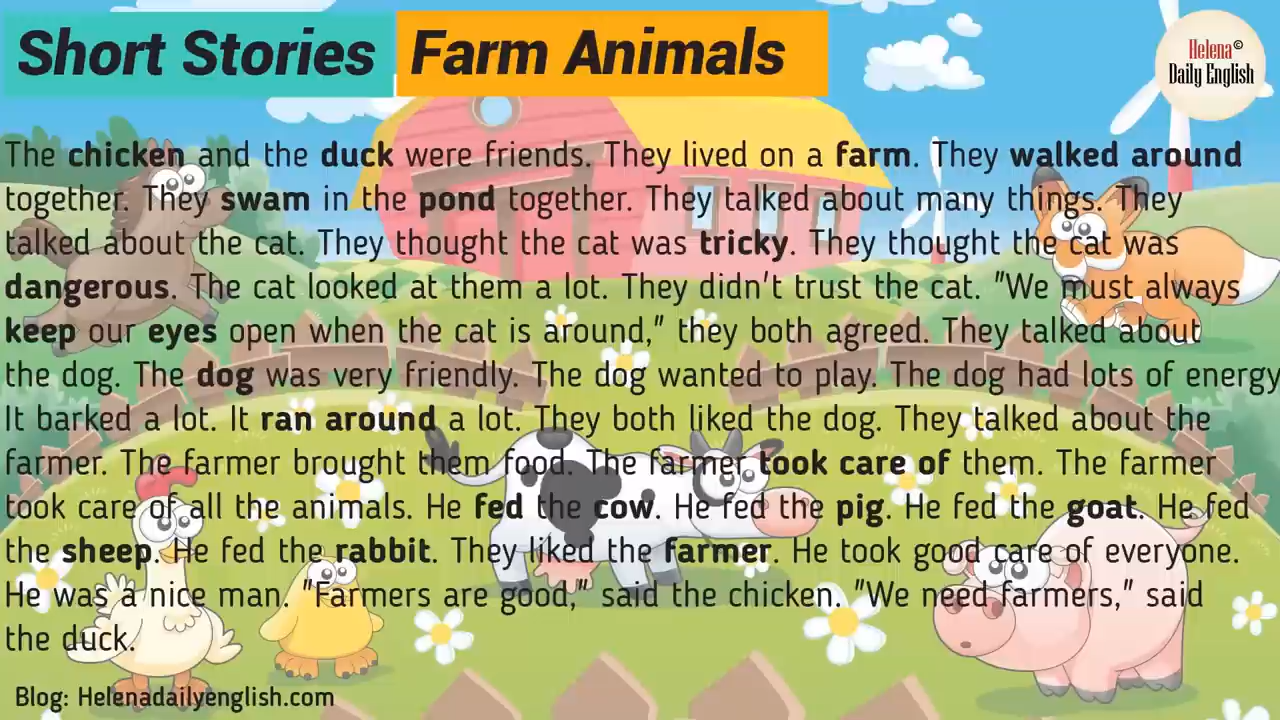 Short Stories Farm Animals
Helena©
Daily English
The chicken and the duck were friends. They lived on a farm. They walked around
together. They swam in the pond together. They talked about many things. They
talked about the cat. They thought the cat was tricky. They thought the cat was
dangerous. The cat looked at them a lot. They didn't trust the cat. "We must always
keep our eyes open when the cat is around," they both agreed. They talked about
the dog. The dog was very friendly. The dog wanted to play. The dog had lots of energy
It barked a lot. It ran around a lot. They both liked the dog. They talked about the
farmer. The farmer brought them food. The farmer took care of them. The farmer
took care of all the animals. He fed the cow. He fed the pig. He fed the goat. He fed
the sheep. He fed the rabbit. They liked the farmer. He took good care of everyone.
He was a nice man. "Farmers are good," said the chicken. "We need farmers," said
the duck.
Blog: Helenadailyenglish.com